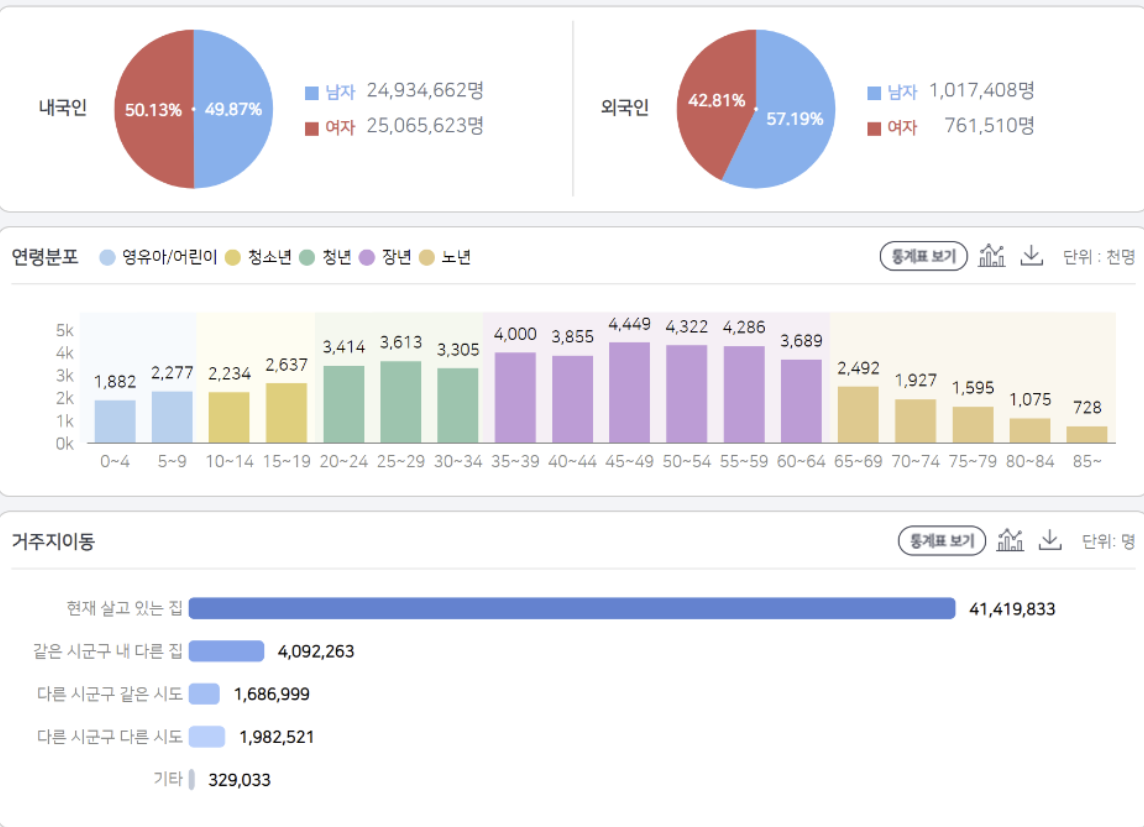 내국인
50.13%
49.87%
남자 24,934,662명
여자 25,065,623명
외국인
42.81%
57.19%
남자 1,017,408명
여자 761,510명
연령분포 영유아/어린이 청소년 청년 장년 노년 통계표 보기 단위 : 천명
5k
4k
3k
2k
1k
0k
1,882 2,277 2,234 2,637 3,414 3,613 3,305 4,000 3,855 4,449 4,322 4,286 3,689 2,492 1,927 1,595 1,075 728
0~4 5~9 10~14 15~19 20~24 25~29 30~34 35~39 40~44 45~49 50~54 55~59 60~64 65~69 70~74 75~79 80~84 85~
거주지이동 통계표 보기 단위: 명
현재 살고 있는 집 41,419,833
같은 시군구 내 다른 집 4,092,263
다른 시군구 같은 시도 1,686,999
다른 시군구 다른 시도 1,982,521
기타 329,033